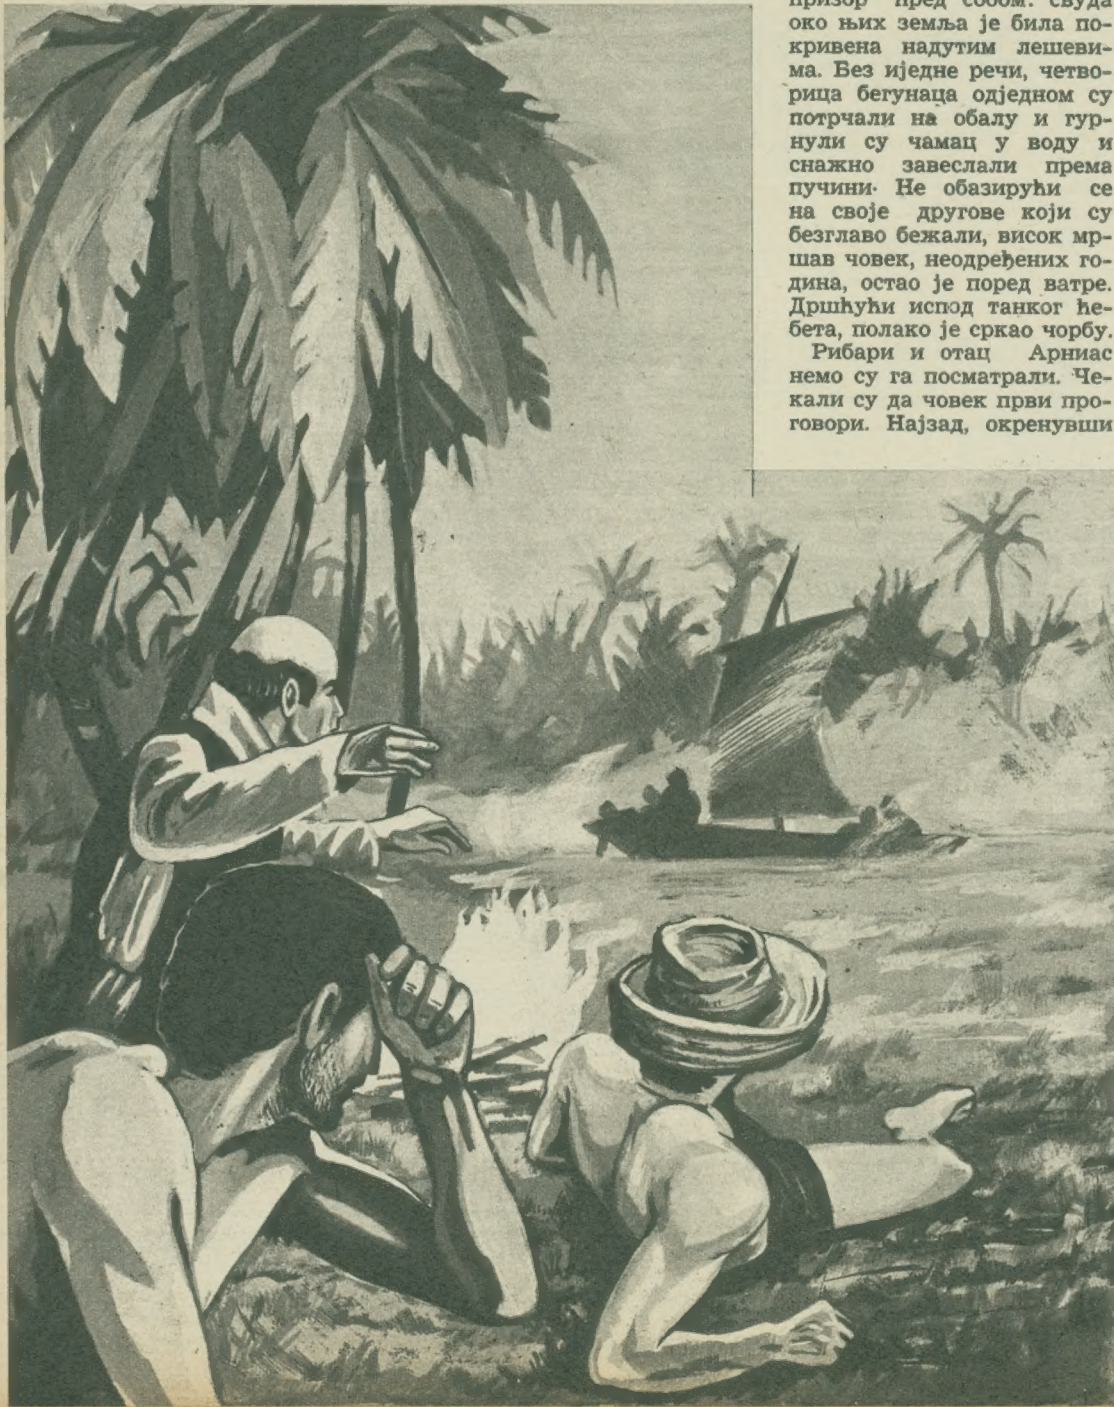 призор пред собом: свуда
око њих земља је била по-
кривена надутим лешеви-
ма. Без иједне речи, четво-
рица бегунаца одједном су
потрчали на обалу и гур-
нули су чамац у воду и
снажно завеслали према
пучини. Не обазирући се
на своје другове који су
безглаво бежали, висок мр-
шав човек, неодређених го-
дина, остао је поред ватре.
Дршћући испод танког ће-
бета, полако је сркао чорбу.
Рибари и отац Арниас
немо су га посматрали. Че-
кали су да човек први про-
говори. Најзад, окренувши